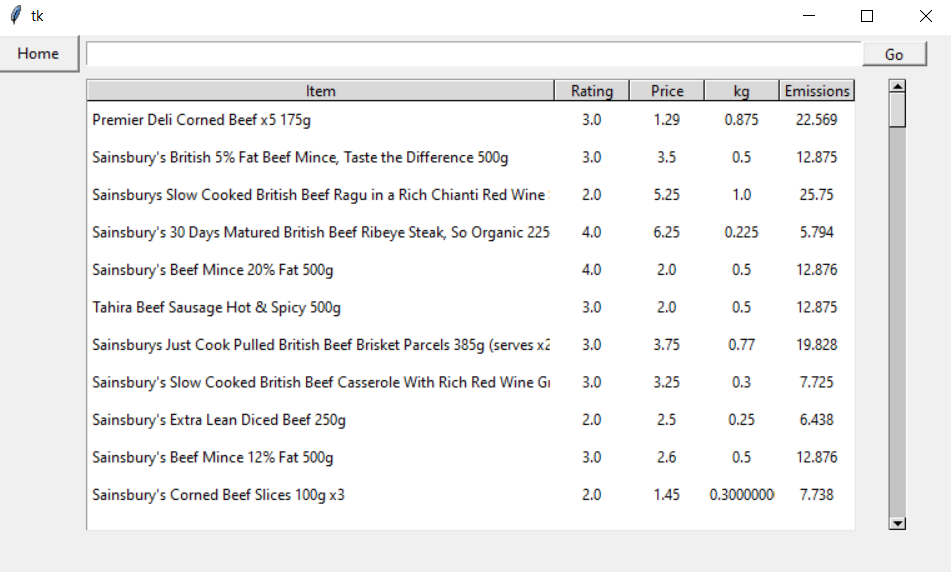 tk
Home Go
Item Rating Price kg Emissions
Premier Deli Corned Beef x5 175g 3.0 1.29 0.875 22.569
Sainsbury's British 5% Fat Beef Mince, Taste the Difference 500g 3.0 3.5 0.5 12.875
Sainsburys Slow Cooked British Beef Ragu in a Rich Chianti Red Wine 2.0 5.25 1.0 25.75
Sainsbury's 30 Days Matured British Beef Ribeye Steak, So Organic 225 4.0 6.25 0.225 5.794
Sainsbury's Beef Mince 20% Fat 500g 4.0 2.0 0.5 12.876
Tahira Beef Sausage Hot & Spicy 500g 3.0 2.0 0.5 12.875
Sainsburys Just Cook Pulled British Beef Brisket Parcels 385g (serves x2 3.0 3.75 0.77 19.828
Sainsbury's Slow Cooked British Beef Casserole With Rich Red Wine Gr 3.0 3.25 0.3 7.725
Sainsbury's Extra Lean Diced Beef 250g 2.0 2.5 0.25 6.438
Sainsbury's Beef Mince 12% Fat 500g 3.0 2.6 0.5 12.876
Sainsbury's Corned Beef Slices 100g x3 2.0 1.45 0.3000000 7.738